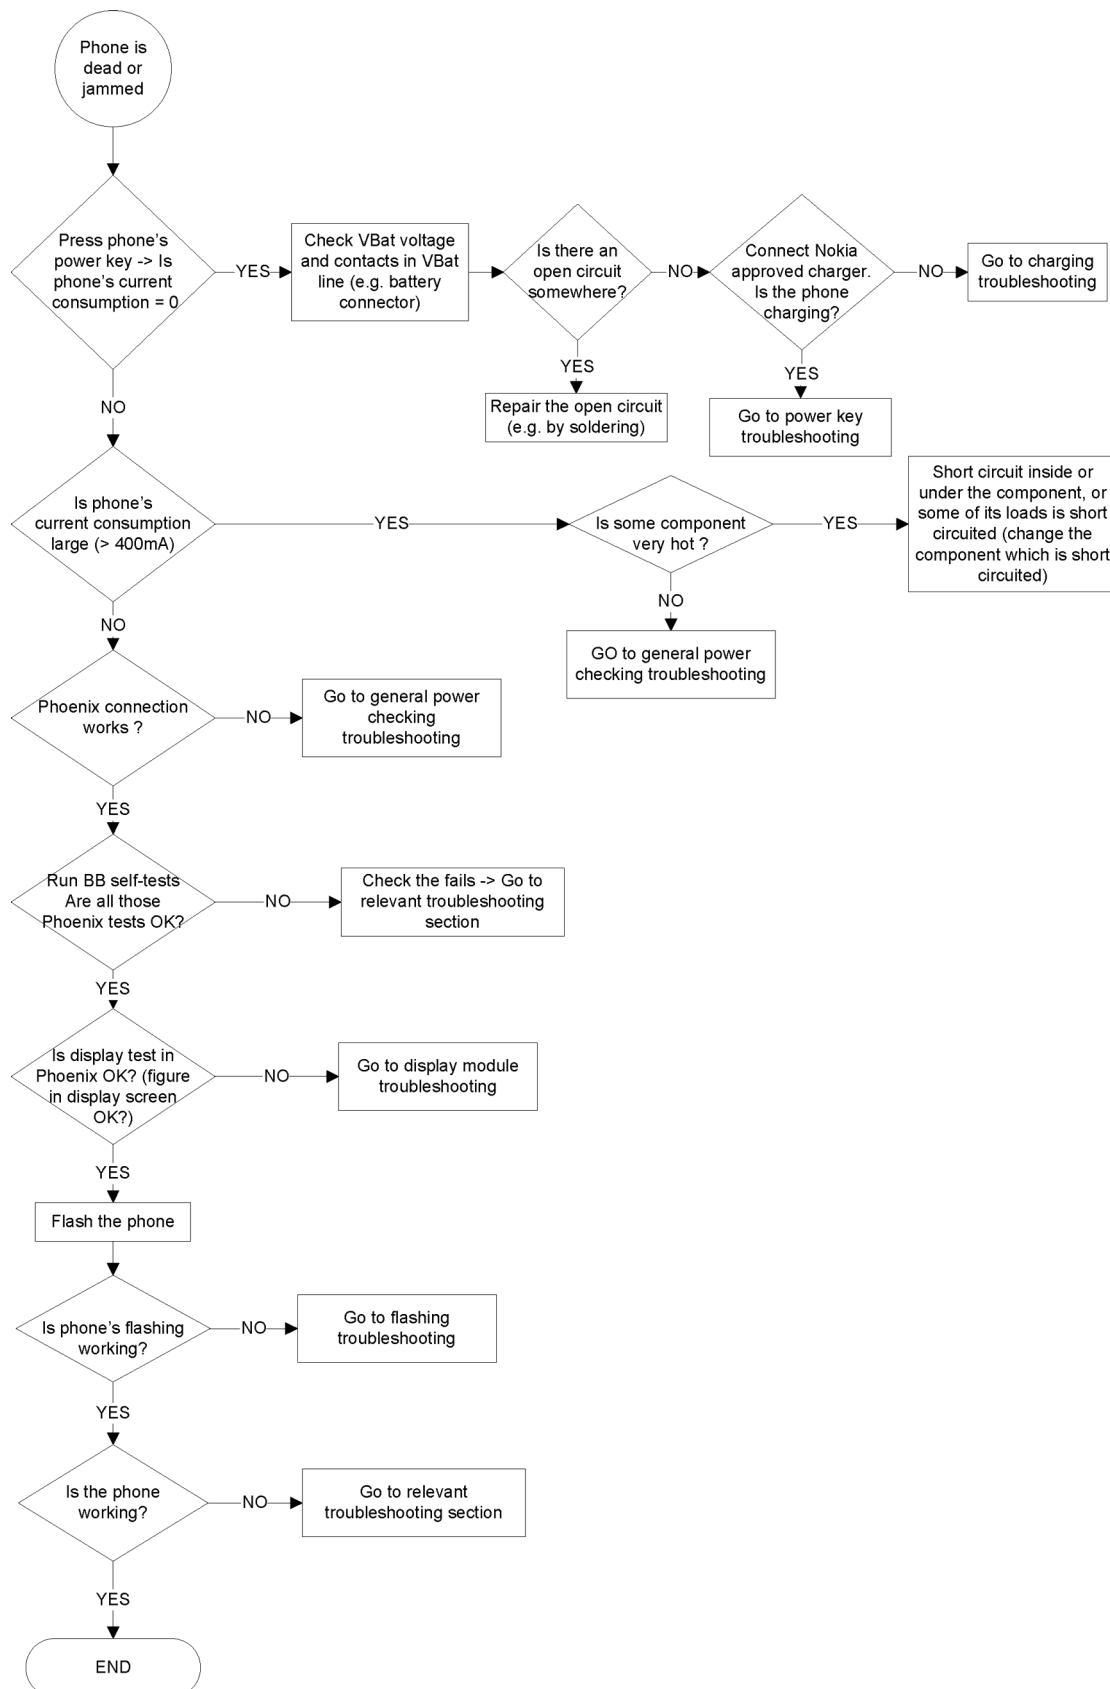 Phone is
dead or
jammed
Press phone's
power key -> Is
phone's current
consumption = 0
YES
Check VBat voltage
and contacts in VBat
line (e.g. battery
connector)
Is there an
open circuit
somewhere?
NO
Connect Nokia
approved charger.
Is the phone
charging?
NO
Go to charging
troubleshooting
YES
Repair the open circuit
(e.g. by soldering)
YES
Go to power key
troubleshooting
NO
Is phone's
current consumption
large (> 400mA)
YES
Is some component
very hot ?
YES
Short circuit inside or
under the component, or
some of its loads is short
circuited (change the
component which is short
circuited)
NO
GO to general power
checking troubleshooting
NO
Phoenix connection
works ?
NO
Go to general power
checking
troubleshooting
YES
Run BB self-tests
Are all those
Phoenix tests OK?
NO
Check the fails -> Go to
relevant troubleshooting
section
YES
Is display test in
Phoenix OK? (figure
in display screen
OK?)
NO
Go to display module
troubleshooting
YES
Flash the phone
Is phone's flashing
working?
NO
Go to flashing
troubleshooting
YES
Is the phone
working?
NO
Go to relevant
troubleshooting section
YES
END